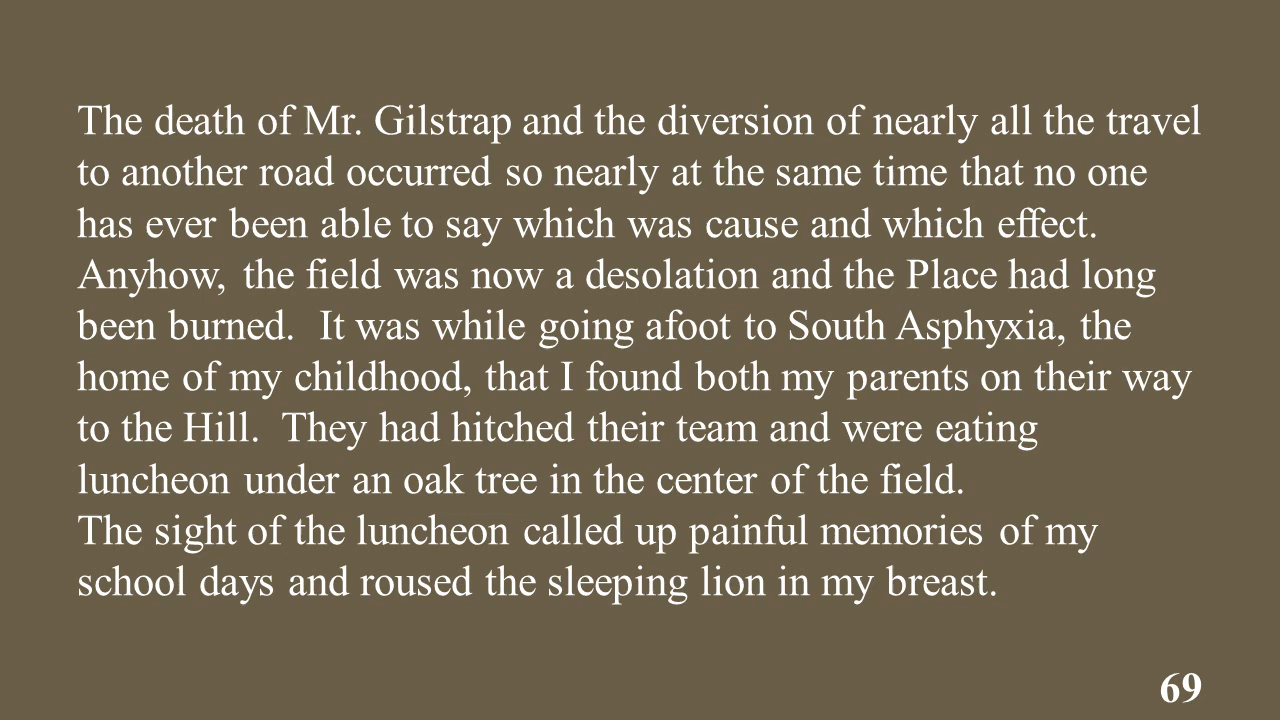 The death of Mr. Gilstrap and the diversion of nearly all the travel
to another road occurred so nearly at the same time that no one
has ever been able to say which was cause and which effect.
Anyhow, the field was now a desolation and the Place had long
been burned.  It was while going afoot to South Asphyxia, the
home of my childhood, that I found both my parents on their way
to the Hill.  They had hitched their team and were eating
luncheon under an oak tree in the center of the field.
The sight of the luncheon called up painful memories of my
school days and roused the sleeping lion in my breast.
69